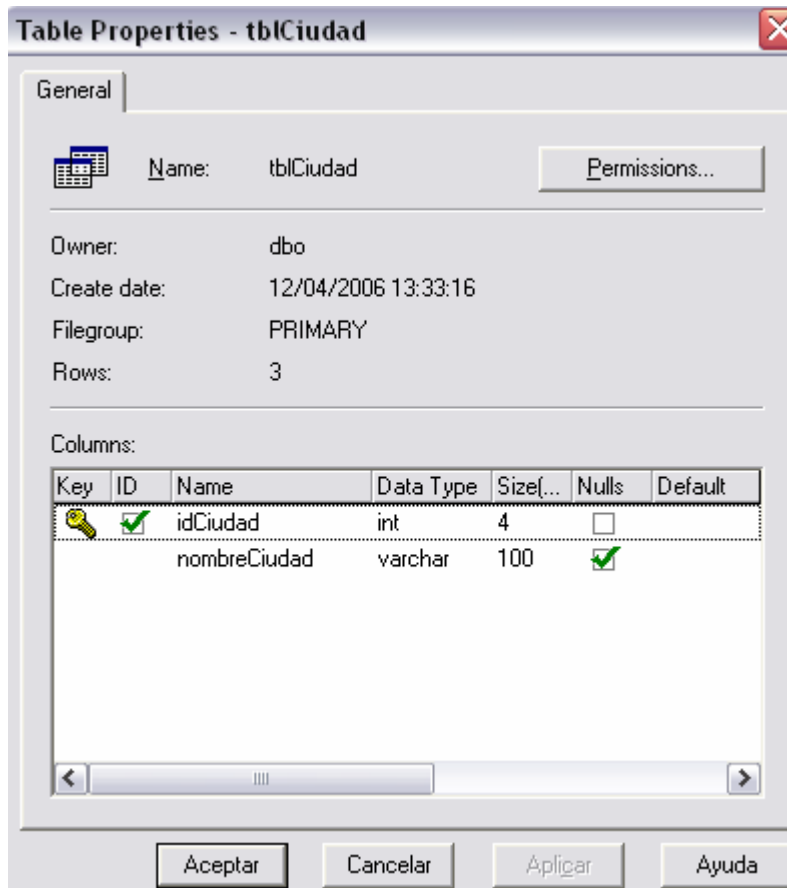 Table Properties - tblCiudad
General
Name: tblCiudad Permissions...
Owner: dbo
Create date: 12/04/2006 13:33:16
Filegroup: PRIMARY
Rows: 3
Columns:
Key ID Name Data Type Size(... Nulls Default
idCiudad int 4
nombreCiudad varchar 100
Aceptar Cancelar Aplicar Ayuda